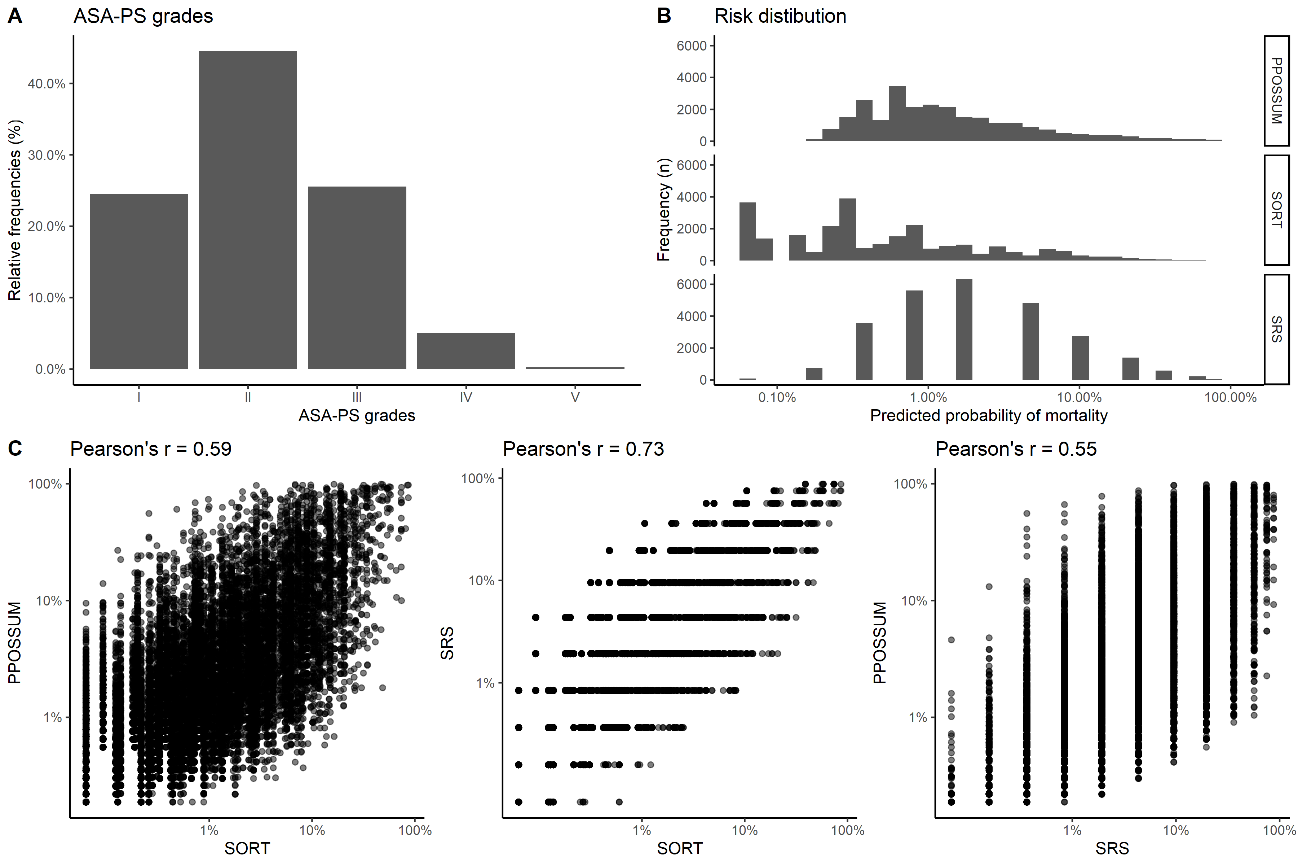 A
ASA-PS grades
Relative frequencies (%)
40.0%
30.0%
20.0%
10.0%
0.0%
I
II
III
IV
V
ASA-PS grades
B
Risk distibution
Frequency (n)
6000
4000
2000
0
PPOSSUM
6000
4000
2000
0
SORT
6000
4000
2000
0
SRS
0.10%
1.00%
10.00%
100.00%
Predicted probability of mortality
C
Pearson's r = 0.59
PPOSSUM
100%
10%
1%
1%
10%
100%
SORT
Pearson's r = 0.73
SRS
100%
10%
1%
1%
10%
100%
SORT
Pearson's r = 0.55
PPOSSUM
100%
10%
1%
1%
10%
100%
SRS